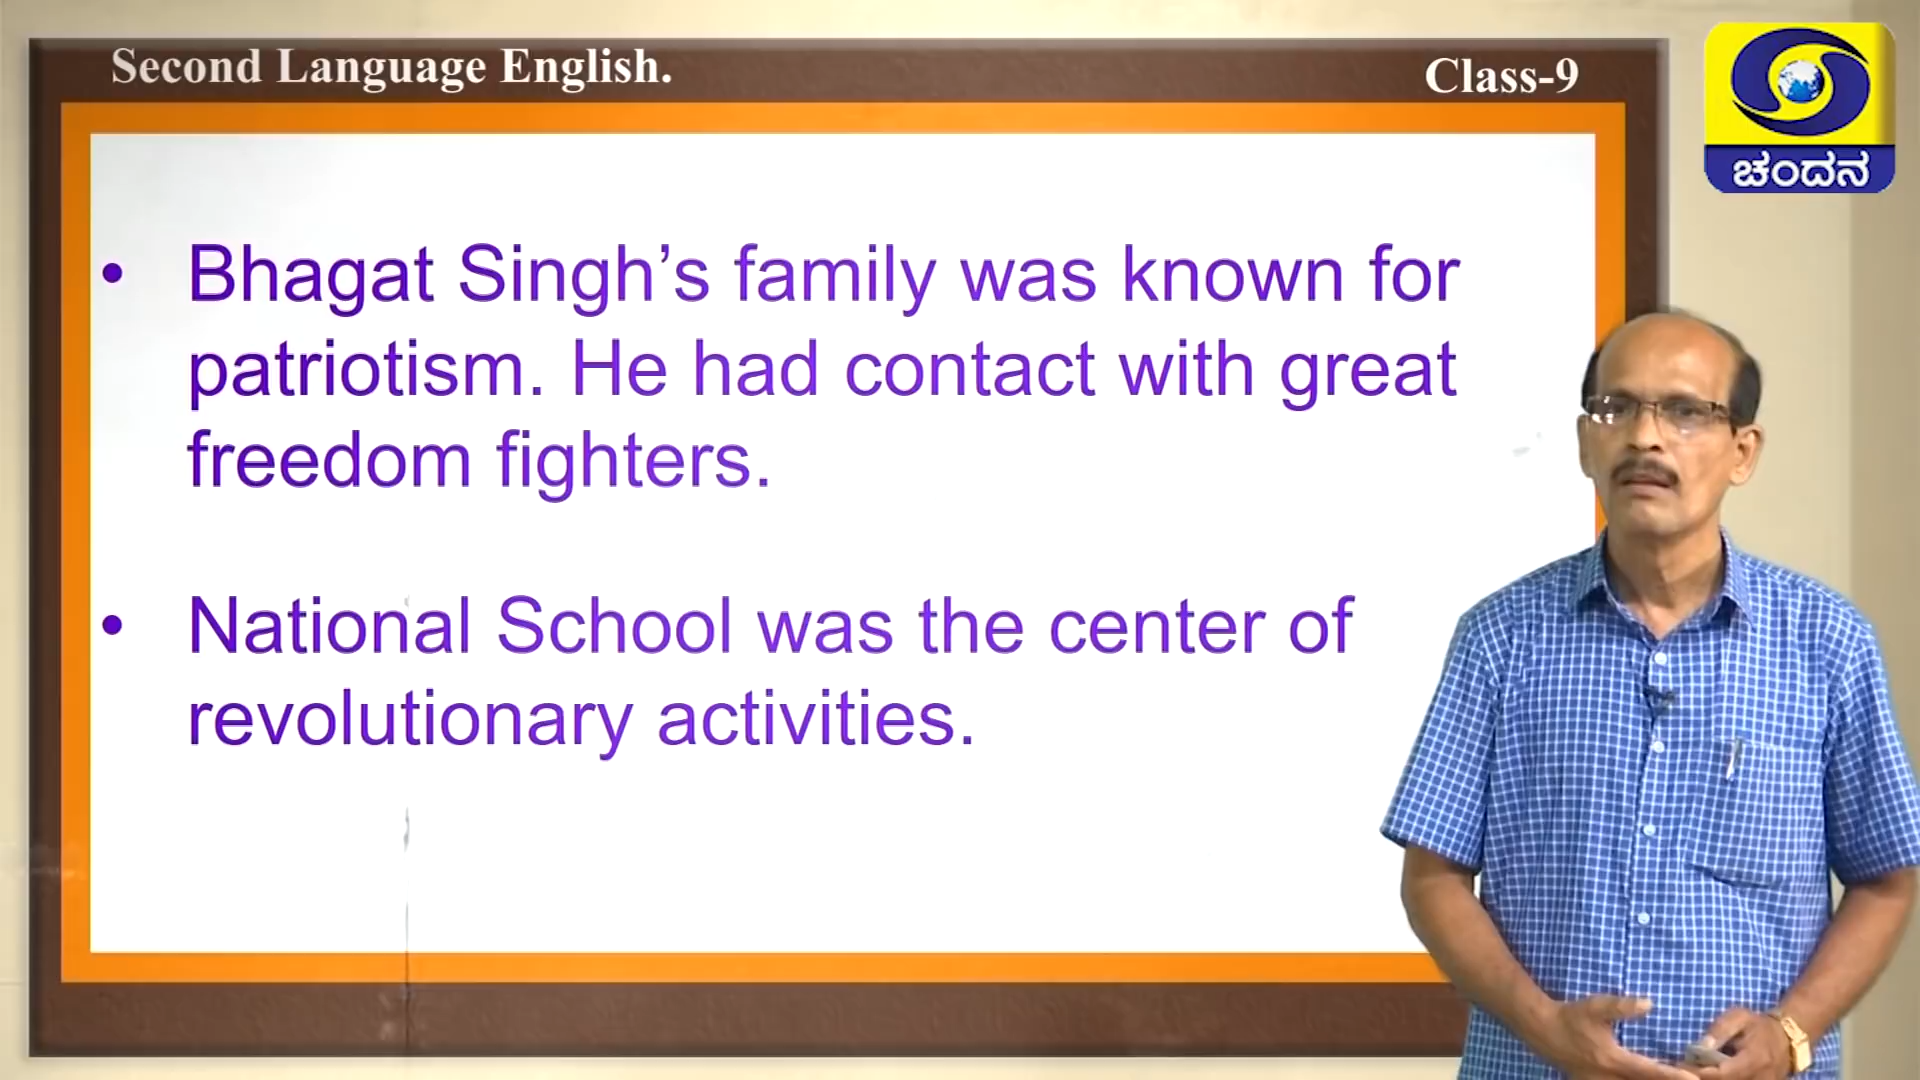 Second Language English.
Class-9
ಚಂದನ
• Bhagat Singh’s family was known for
patriotism. He had contact with great
freedom fighters.
• National School was the center of
revolutionary activities.